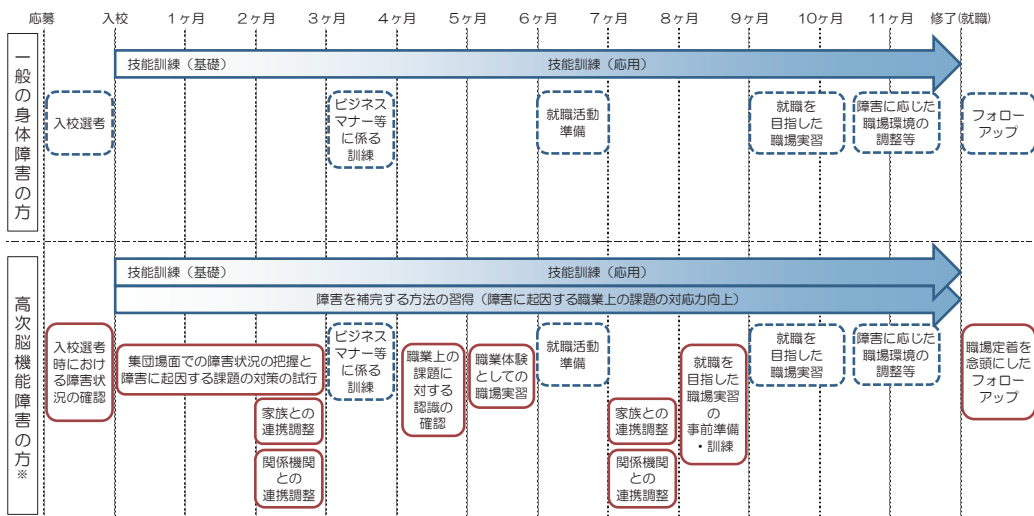 応募 入校 1ヶ月 2ヶ月 3ヶ月 4ヶ月 5ヶ月 6ヶ月 7ヶ月 8ヶ月 9ヶ月 10ヶ月 11ヶ月 修了(就職)
一般の身体障害の方
技能訓練(基礎) 技能訓練(応用)
入校選考
ビジネス
マナー等
に係る
訓練
就職活動
準備
就職を
目指した
職場実習
障害に応じた
職場環境の
調整等
フォロー
アップ
高次脳機能障害の方※
技能訓練(基礎) 技能訓練(応用)
障害を補完する方法の習得(障害に起因する職業上の課題の対応力向上)
入校選考
時におけ
る障害状
況の確認
集団場面での障害状況の把握と
障害に起因する課題の対策の試行
家族との
連携調整
関係機関
との
連携調整
ビジネス
マナー等
に係る
訓練
職業上の
課題に
対する
認識の
確認
職業体験
としての
職場実習
就職活動
準備
家族との
連携調整
関係機関
との
連携調整
就職を
目指した
職場実習
の
事前準備
・訓練
就職を
目指した
職場実習
障害に応じた
職場環境の
調整等
職場定着を
念頭にした
フォロー
アップ